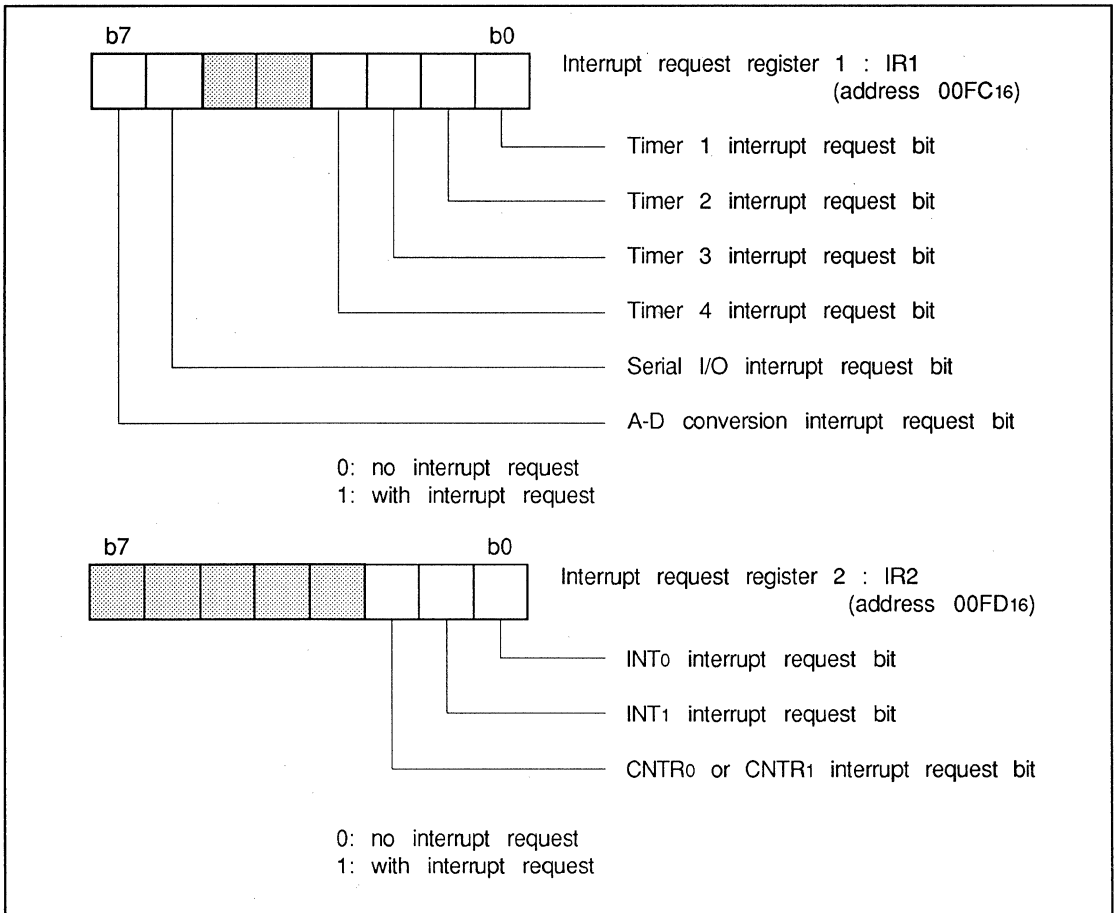 b7 b0
Interrupt request register 1 : IR1
(address 00FC16)
Timer 1 interrupt request bit
Timer 2 interrupt request bit
Timer 3 interrupt request bit
Timer 4 interrupt request bit
Serial I/O interrupt request bit
A-D conversion interrupt request bit
0: no interrupt request
1: with interrupt request
b7 b0
Interrupt request register 2 : IR2
(address 00FD16)
INT0 interrupt request bit
INT1 interrupt request bit
CNTR0 or CNTR1 interrupt request bit
0: no interrupt request
1: with interrupt request